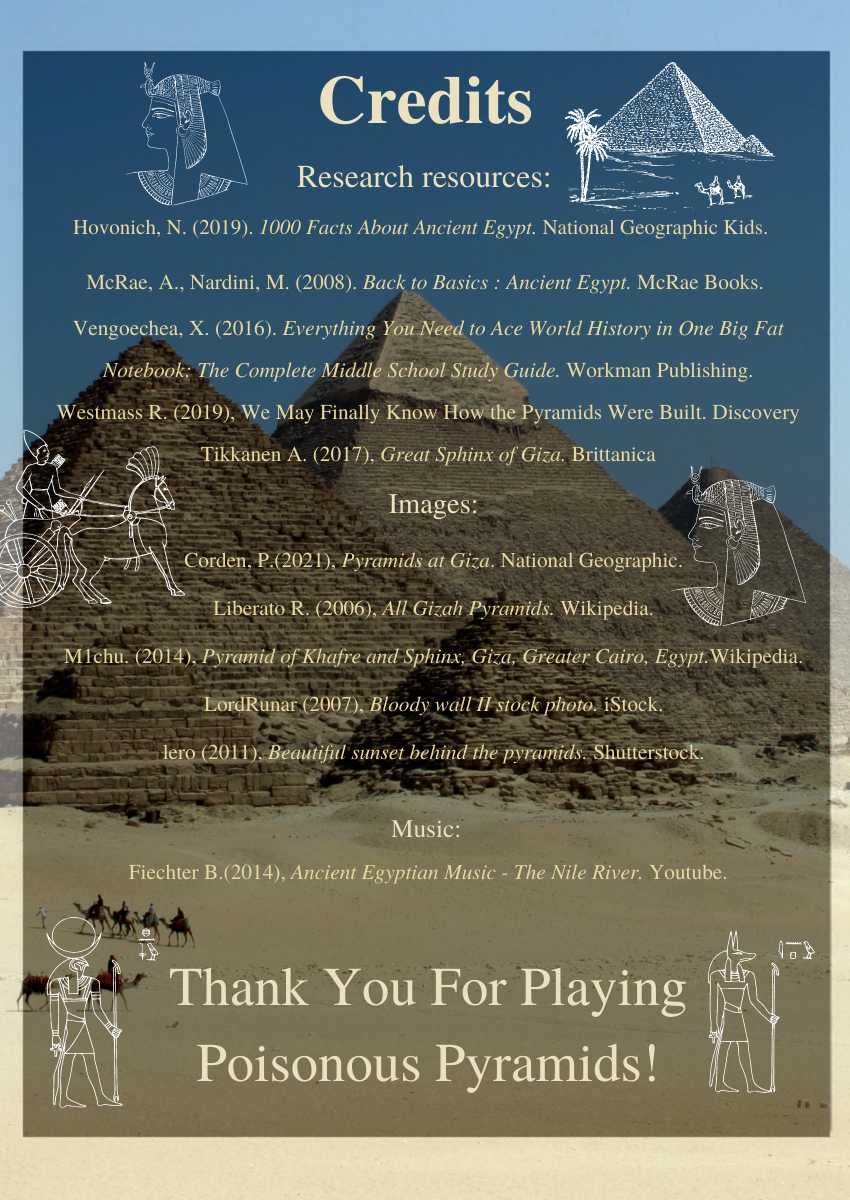 Credits
Research resources:
Hovonich, N. (2019). 1000 Facts About Ancient Egypt. National Geographic Kids.
McRae, A., Nardini, M. (2008). Back to Basics : Ancient Egypt. McRae Books.
Vengoechea, X. (2016). Everything You Need to Ace World History in One Big Fat
Notebook: The Complete Middle School Study Guide. Workman Publishing.
Westmass R. (2019), We May Finally Know How the Pyramids Were Built. Discovery
Tikkanen A. (2017), Great Sphinx of Giza. Brittanica
Images:
Corden, P.(2021), Pyramids at Giza. National Geographic.
Liberato R. (2006), All Gizah Pyramids. Wikipedia.
M1chu. (2014), Pyramid of Khafre and Sphinx, Giza, Greater Cairo, Egypt.Wikipedia.
LordRunar (2007), Bloody wall II stock photo. iStock.
lero (2011), Beautiful sunset behind the pyramids. Shutterstock.
Music:
Fiechter B.(2014), Ancient Egyptian Music - The Nile River. Youtube.
Thank You For Playing
Poisonous Pyramids!